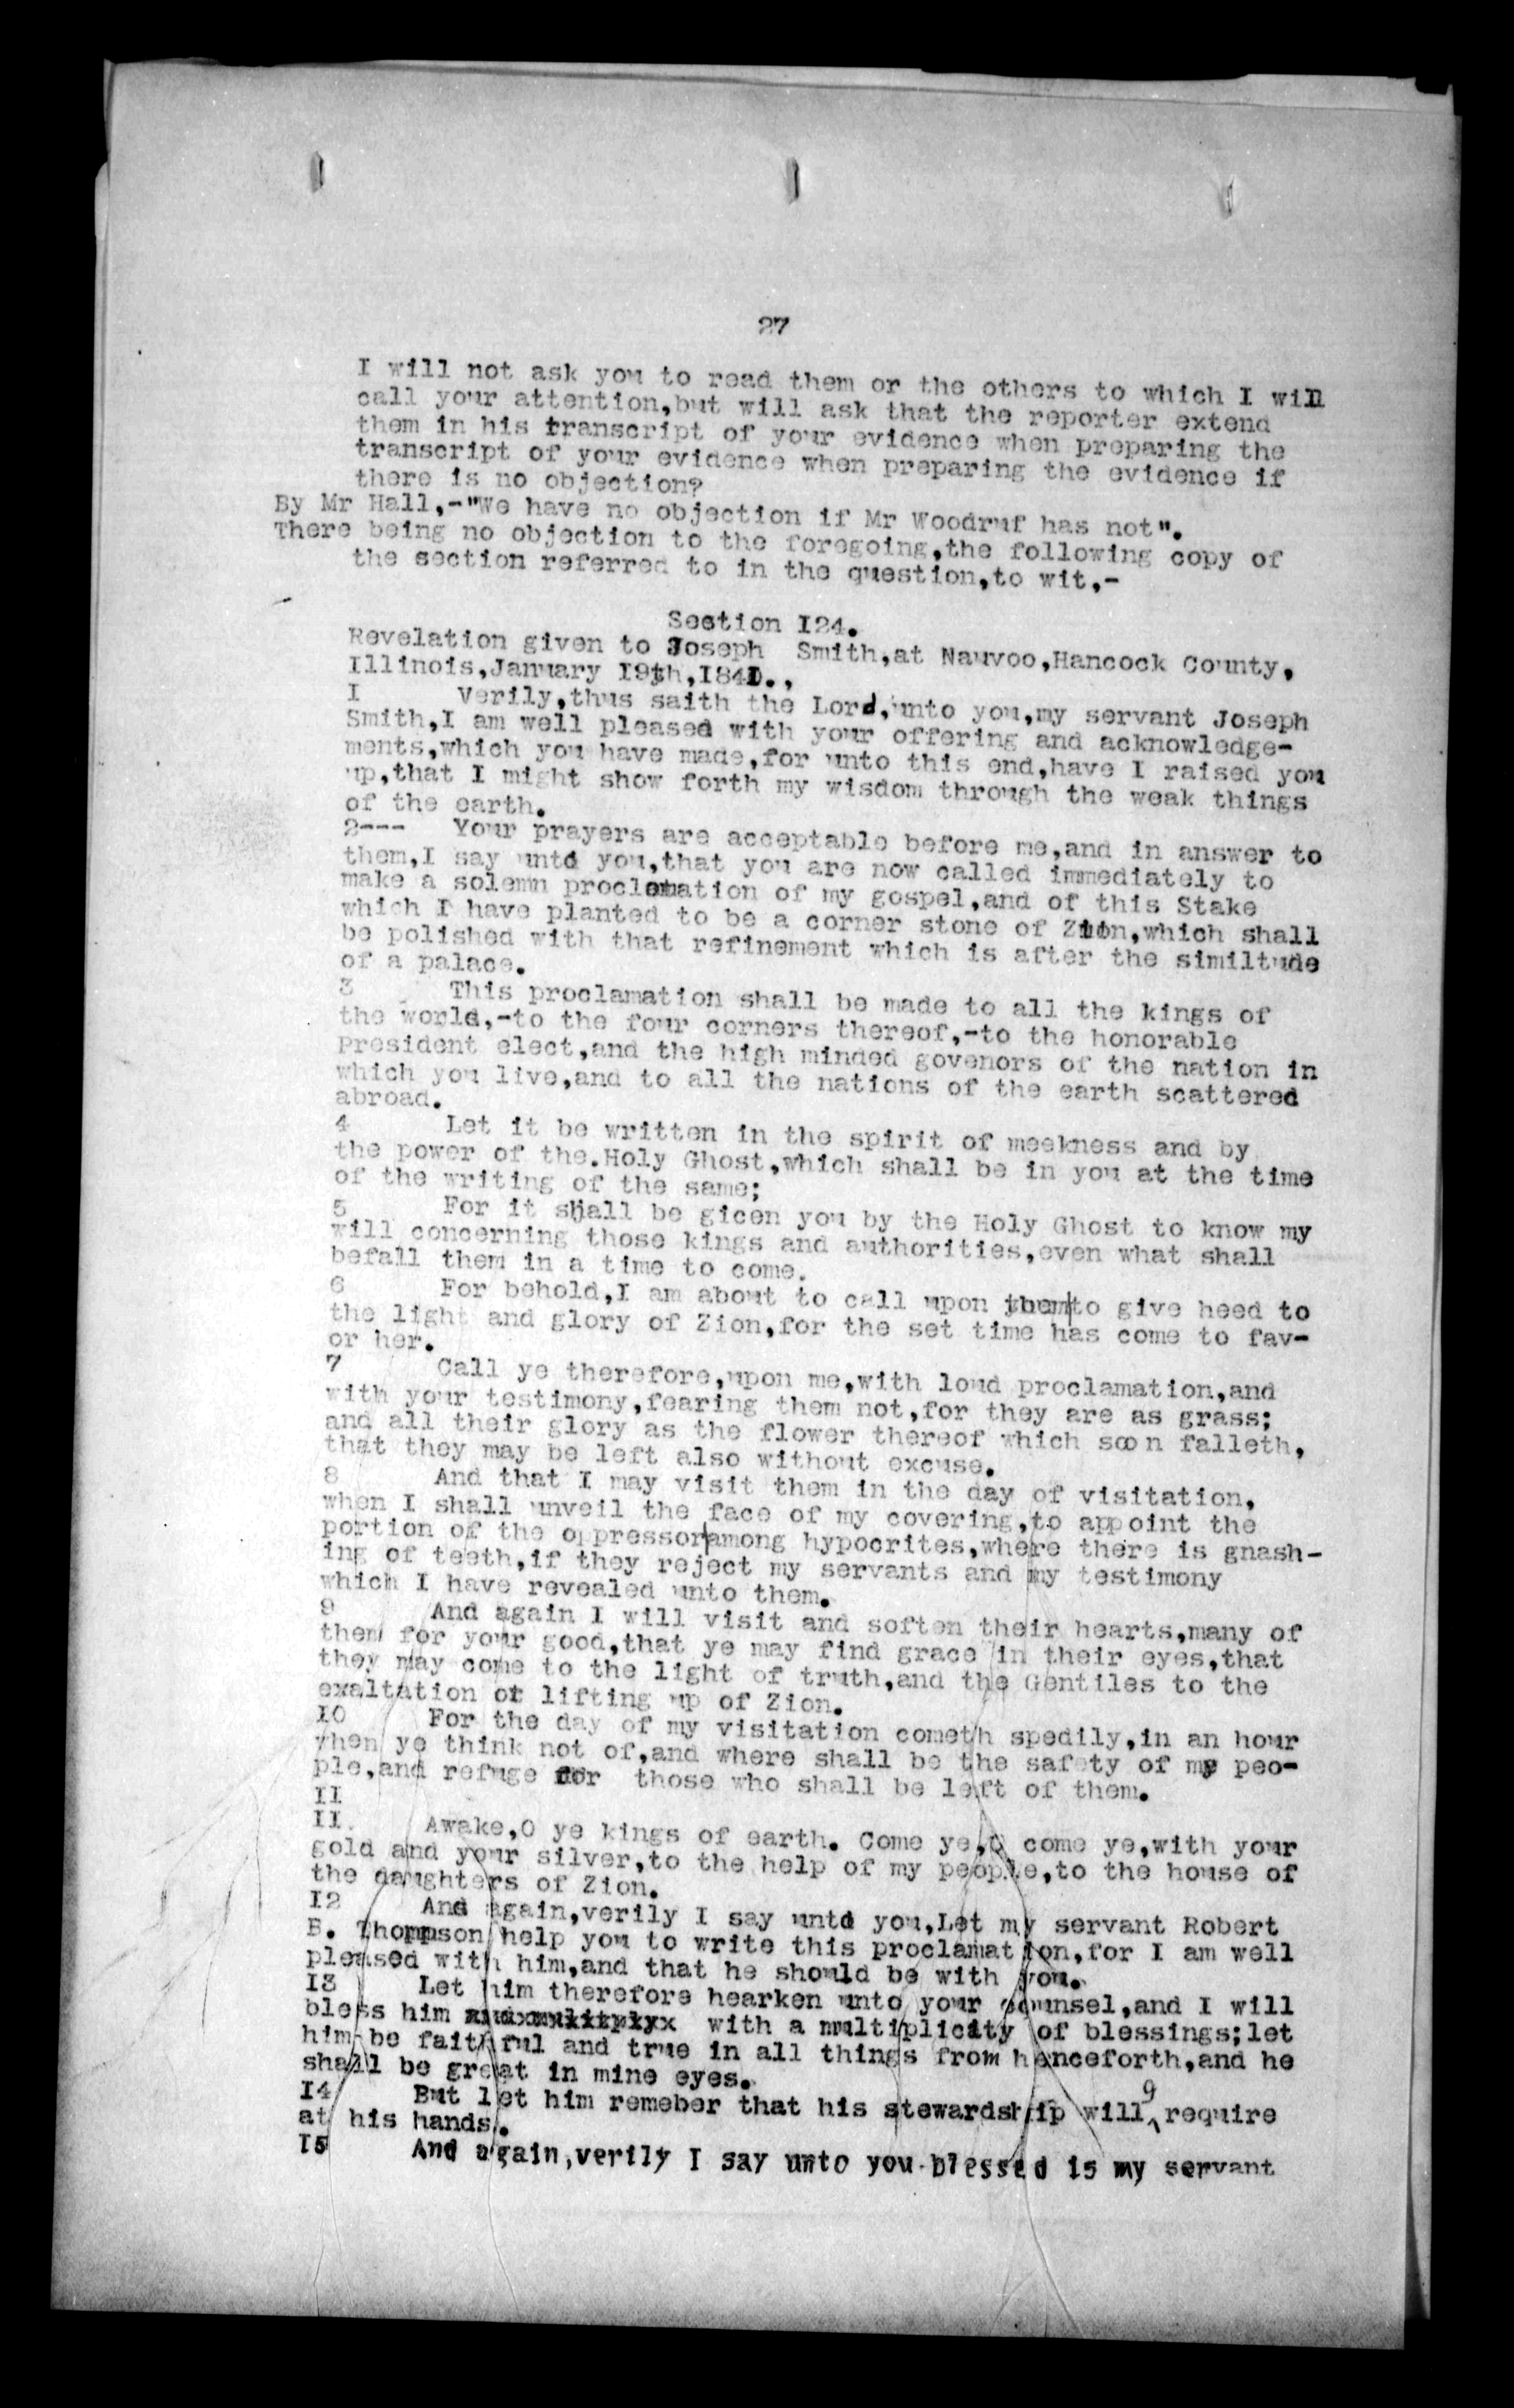 27
I will not ask you to read them or the others to which I will
call your attention,but will ask that the reporter extend
them in his transcript of your evidence when preparing the
transcript of your evidence when preparing the evidence if
there is no objection?
By Mr Hall,-"We have no objection if Mr Woodruf has not".
There being no objection to the foregoing,the following copy of
the section referred to in the question,to wit,-
Section I24.
Revelation given to Joseph Smith,at Nauvoo,Hancock County,
Illinois,January I9th,I84I.,
I Verily,thus saith the Lord,unto you,my servant Joseph
Smith,I am well pleased with your offering and acknowledge-
ments,which you have made,for unto this end,have I raised you
up,that I might show forth my wisdom through the weak things
of the earth.
2--- Your prayers are acceptable before me,and in answer to
them,I say unto you,that you are now called immediately to
make a solemn proclamation of my gospel,and of this Stake
which I have planted to be a corner stone of Zion,which shall
be polished with that refinement which is after the similtude
of a palace.
3 This proclamation shall be made to all the kings of
the world,-to the four corners thereof,-to the honorable
President elect,and the high minded govenors of the nation in
which you live,and to all the nations of the earth scattered
abroad.
4 Let it be written in the spirit of meekness and by
the power of the.Holy Ghost,which shall be in you at the time
of the writing of the same;
5 For it shall be gicen you by the Holy Ghost to know my
will concerning those kings and authorities,even what shall
befall them in a time to come.
6 For behold,I am about to call upon them to give heed to
the light and glory of Zion,for the set time has come to fav-
or her.
7 Call ye therefore,upon me,with loud proclamation,and
with your testimony,fearing them not,for they are as grass;
and all their glory as the flower thereof which soon falleth,
that they may be left also without excuse.
8 And that I may visit them in the day of visitation,
when I shall unveil the face of my covering,to appoint the
portion of the oppressor|among hypocrites,where there is gnash-
ing of teeth,if they reject my servants and my testimony
which I have revealed unto them.
9 And again I will visit and soften their hearts,many of
them for your good,that ye may find grace in their eyes,that
they may come to the light of truth,and the Gentiles to the
exaltation or lifting up of Zion.
IO For the day of my visitation cometh spedily,in an hour
when ye think not of,and where shall be the safety of my peo-
ple,and refuge for those who shall be left of them.
II
II. Awake,O ye kings of earth. Come ye,O come ye,with your
gold and your silver,to the help of my people,to the house of
the daughters of Zion.
I2 And again,verily I say unto you,Let my servant Robert
B. Thompson help you to write this proclamation,for I am well
pleased with him,and that he should be with you.
I3 Let him therefore hearken unto your counsel,and I will
bless him with a multiplicity of blessings;let
him be faithful and true in all things from henceforth,and he
shall be great in mine eyes.
I4 But let him remeber that his stewardship will 9 require
at his hands.
I5 And again,verily I say unto you blessed is my servant